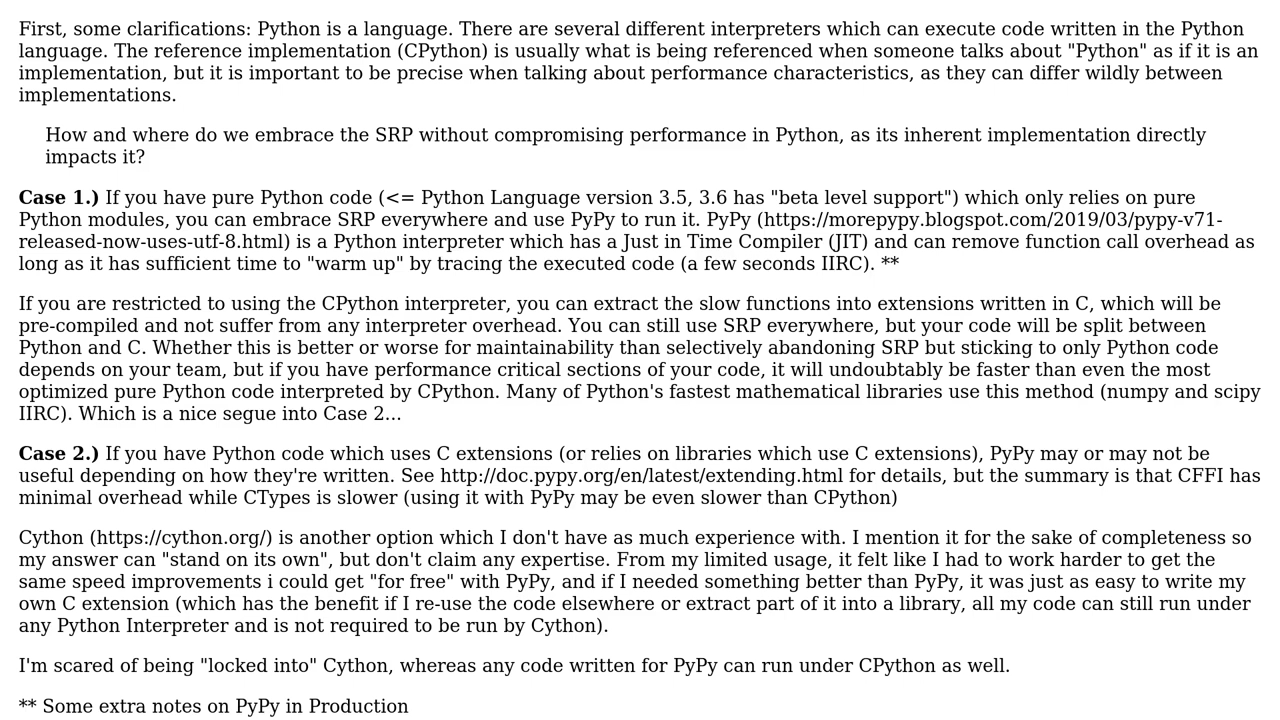 First, some clarifications: Python is a language. There are several different interpreters which can execute code written in the Python
language. The reference implementation (CPython) is usually what is being referenced when someone talks about "Python" as if it is an
implementation, but it is important to be precise when talking about performance characteristics, as they can differ wildly between
implementations.
How and where do we embrace the SRP without compromising performance in Python, as its inherent implementation directly
impacts it?
Case 1.) If you have pure Python code (<= Python Language version 3.5, 3.6 has "beta level support") which only relies on pure
Python modules, you can embrace SRP everywhere and use PyPy to run it. PyPy (https://morepypy.blogspot.com/2019/03/pypy-v71-
released-now-uses-utf-8.html) is a Python interpreter which has a Just in Time Compiler (JIT) and can remove function call overhead as
long as it has sufficient time to "warm up" by tracing the executed code (a few seconds IIRC). **
If you are restricted to using the CPython interpreter, you can extract the slow functions into extensions written in C, which will be
pre-compiled and not suffer from any interpreter overhead. You can still use SRP everywhere, but your code will be split between
Python and C. Whether this is better or worse for maintainability than selectively abandoning SRP but sticking to only Python code
depends on your team, but if you have performance critical sections of your code, it will undoubtably be faster than even the most
optimized pure Python code interpreted by CPython. Many of Python's fastest mathematical libraries use this method (numpy and scipy
IIRC). Which is a nice segue into Case 2...
Case 2.) If you have Python code which uses C extensions (or relies on libraries which use C extensions), PyPy may or may not be
useful depending on how they're written. See http://doc.pypy.org/en/latest/extending.html for details, but the summary is that CFFI has
minimal overhead while CTypes is slower (using it with PyPy may be even slower than CPython)
Cython (https://cython.org/) is another option which I don't have as much experience with. I mention it for the sake of completeness so
my answer can "stand on its own", but don't claim any expertise. From my limited usage, it felt like I had to work harder to get the
same speed improvements i could get "for free" with PyPy, and if I needed something better than PyPy, it was just as easy to write my
own C extension (which has the benefit if I re-use the code elsewhere or extract part of it into a library, all my code can still run under
any Python Interpreter and is not required to be run by Cython).
I'm scared of being "locked into" Cython, whereas any code written for PyPy can run under CPython as well.
** Some extra notes on PyPy in Production